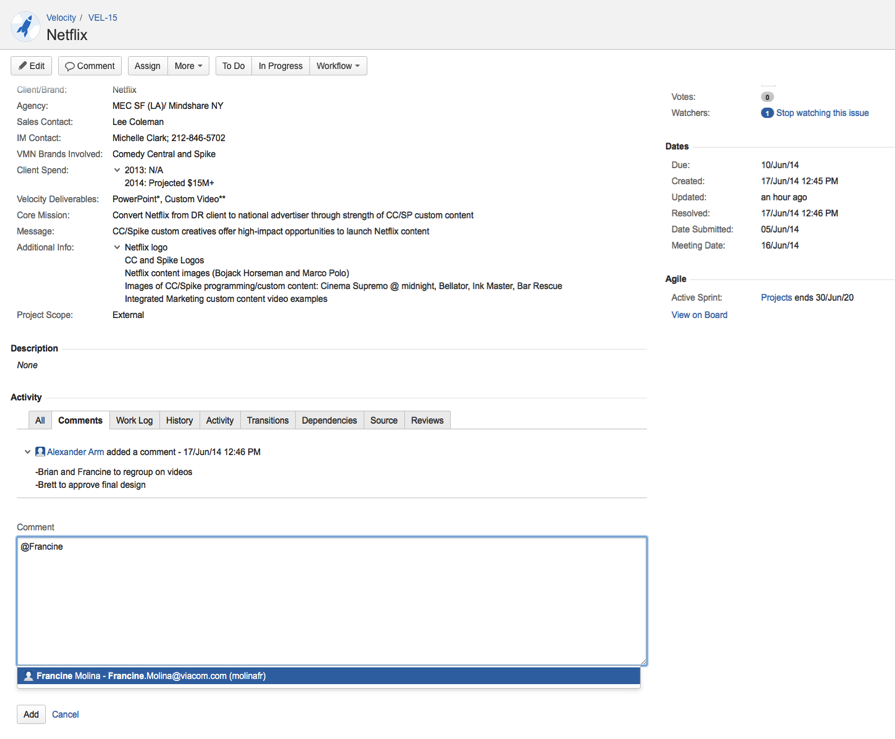 Velocity / VEL-15
Netflix
Edit Comment Assign More To Do In Progress Workflow
Client/Brand: Netflix
Agency: MEC SF (LA)/ Mindshare NY
Sales Contact: Lee Coleman
IM Contact: Michelle Clark; 212-846-5702
VMN Brands Involved: Comedy Central and Spike
Client Spend: 2013: N/A
2014: Projected $15M+
Velocity Deliverables: PowerPoint*, Custom Video**
Core Mission: Convert Netflix from DR client to national advertiser through strength of CC/SP custom content
Message: CC/Spike custom creatives offer high-impact opportunities to launch Netflix content
Additional Info: Netflix logo
CC and Spike Logos
Netflix content images (Bojack Horseman and Marco Polo)
Images of CC/Spike programming/custom content: Cinema Supremo @ midnight, Bellator, Ink Master, Bar Rescue
Integrated Marketing custom content video examples
Project Scope: External
Description
None
Activity
All Comments Work Log History Activity Transitions Dependencies Source Reviews
Alexander Arm added a comment - 17/Jun/14 12:46 PM
-Brian and Francine to regroup on videos
-Brett to approve final design
Comment
@Francine
Francine Molina - Francine.Molina@viacom.com (molinafr)
Add Cancel
Votes: 0
Watchers: 1 Stop watching this issue
Dates
Due: 10/Jun/14
Created: 17/Jun/14 12:45 PM
Updated: an hour ago
Resolved: 17/Jun/14 12:46 PM
Date Submitted: 05/Jun/14
Meeting Date: 16/Jun/14
Agile
Active Sprint: Projects ends 30/Jun/20
View on Board